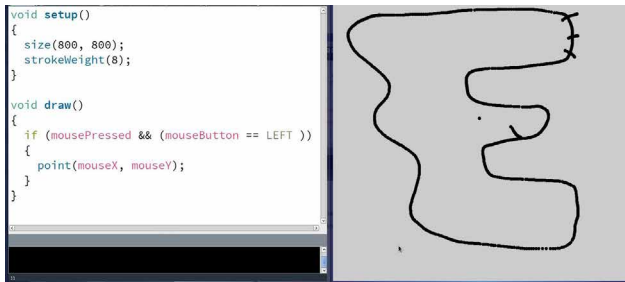 void setup()
{
size(800, 800);
strokeWeight(8);
}
void draw()
{
if (mousePressed && (mouseButton == LEFT ))
{
point(mouseX, mouseY);
}
}